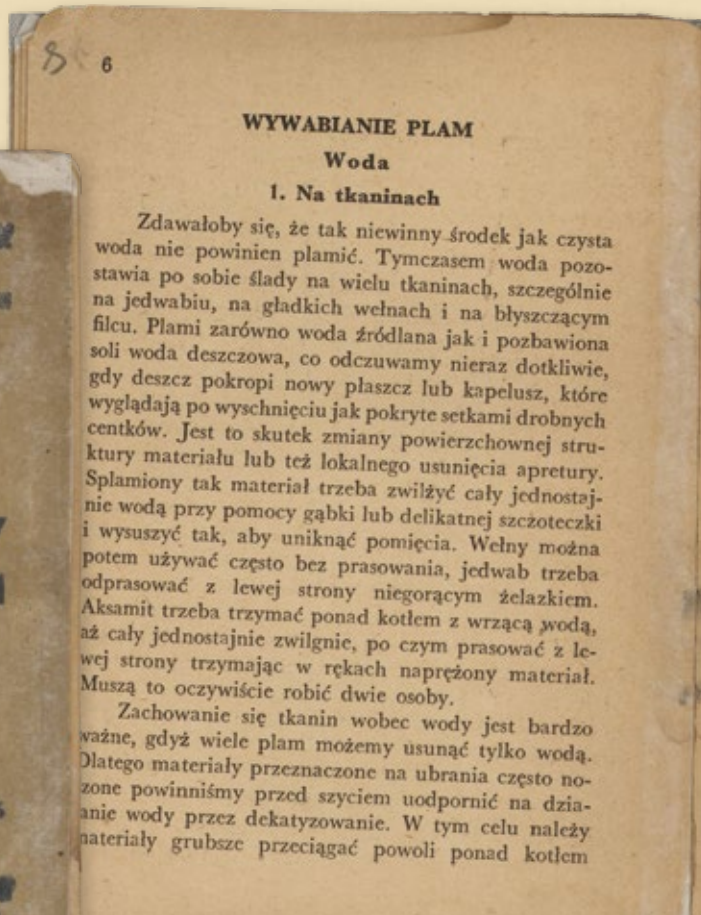 8 6
WYWABIANIE PLAM
Woda
1. Na tkaninach
Zdawałoby się, że tak niewinny środek jak czysta
woda nie powinien plamić. Tymczasem woda pozo-
stawia po sobie ślady na wielu tkaninach, szczególnie
na jedwabiu, na gładkich wełnach i na błyszczącym
filcu. Plami zarówno woda źródlana jak i pozbawiona
soli woda deszczowa, co odczuwamy nieraz dotkliwie,
gdy deszcz pokropi nowy płaszcz lub kapelusz, które
wyglądają po wyschnięciu jak pokryte setkami drobnych
centków. Jest to skutek zmiany powierzchownej stru-
ktury materiału lub też lokalnego usunięcia apretury.
Splamiony tak materiał trzeba zwilżyć cały jednostaj-
nie wodą przy pomocy gąbki lub delikatnej szczoteczki
i wysuszyć tak, aby uniknąć pomięcia. Wełny można
potem używać często bez prasowania, jedwab trzeba
odprasować z lewej strony niegorącym żelazkiem.
Aksamit trzeba trzymać ponad kotłem z wrzącą wodą,
aż cały jednostajnie zwilgnie, po czym prasować z le-
wej strony trzymając w rękach naprężony materiał.
Muszą to oczywiście robić dwie osoby.
Zachowanie się tkanin wobec wody jest bardzo
ważne, gdyż wiele plam możemy usunąć tylko wodą.
Dlatego materiały przeznaczone na ubrania często no-
zone powinniśmy przed szyciem uodpornić na dzia-
anie wody przez dekatyzowanie. W tym celu należy
materiały grubsze przeciągać powoli ponad kotłem